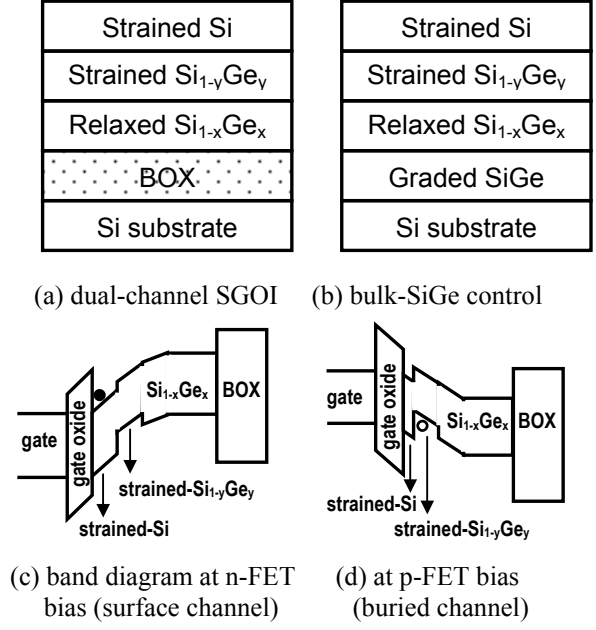 Strained Si
Strained Si1-yGey
Relaxed Si1-xGex
BOX
Si substrate
(a) dual-channel SGOI
Strained Si
Strained Si1-yGey
Relaxed Si1-xGex
Graded SiGe
Si substrate
(b) bulk-SiGe control
gate
gate oxide
Si1-xGex
BOX
strained-Si1-yGey
strained-Si
(c) band diagram at n-FET
bias (surface channel)
gate
gate oxide
Si1-xGex
BOX
strained-Si
strained-Si1-yGey
(d) at p-FET bias
(buried channel)